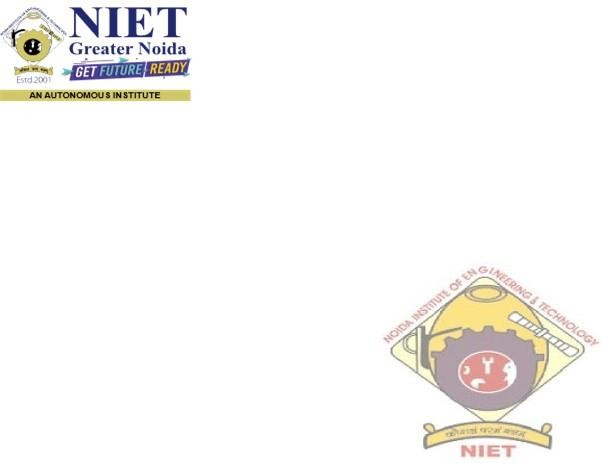 NIET
Greater Noida
GET FUTURE READY
Estd.2001
AN AUTONOMOUS INSTITUTE
NOIDA INSTITUTE OF ENGINEERING & TECHNOLOGY
NIET